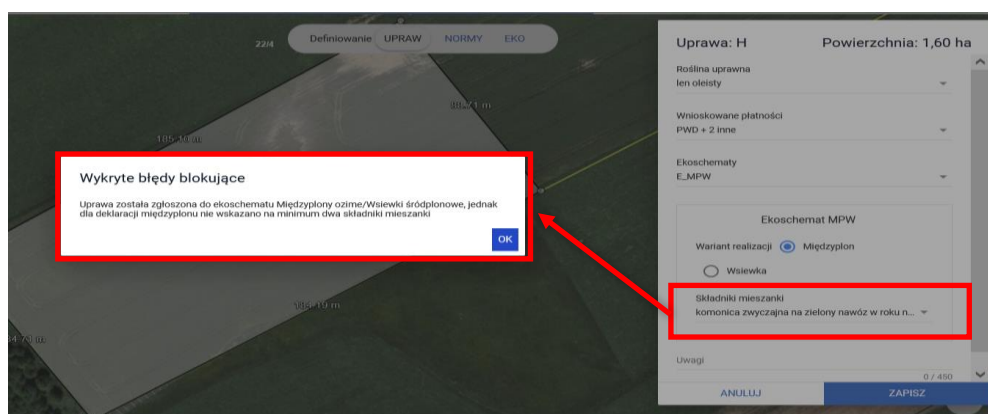 22/4
Definiowanie UPRAW NORMY EKO
185,10 m
Wykryte błędy blokujące
Uprawa została zgłoszona do ekoschematu Międzyplony ozime/Wsiewki śródplonowe, jednak
dla deklaracji międzyplonu nie wskazano na minimum dwa składniki mieszanki
OK
Uprawa: H Powierzchnia: 1,60 ha
Roślina uprawna
len oleisty
Wnioskowane płatności
PWD + 2 inne
Ekoschematy
E_MPW
Ekoschemat MPW
Wariant realizacji Międzyplon
Wsiewka
Składniki mieszanki
komonica zwyczajna na zielony nawóz w roku n...
Uwagi
0 / 450
ANULUJ ZAPISZ